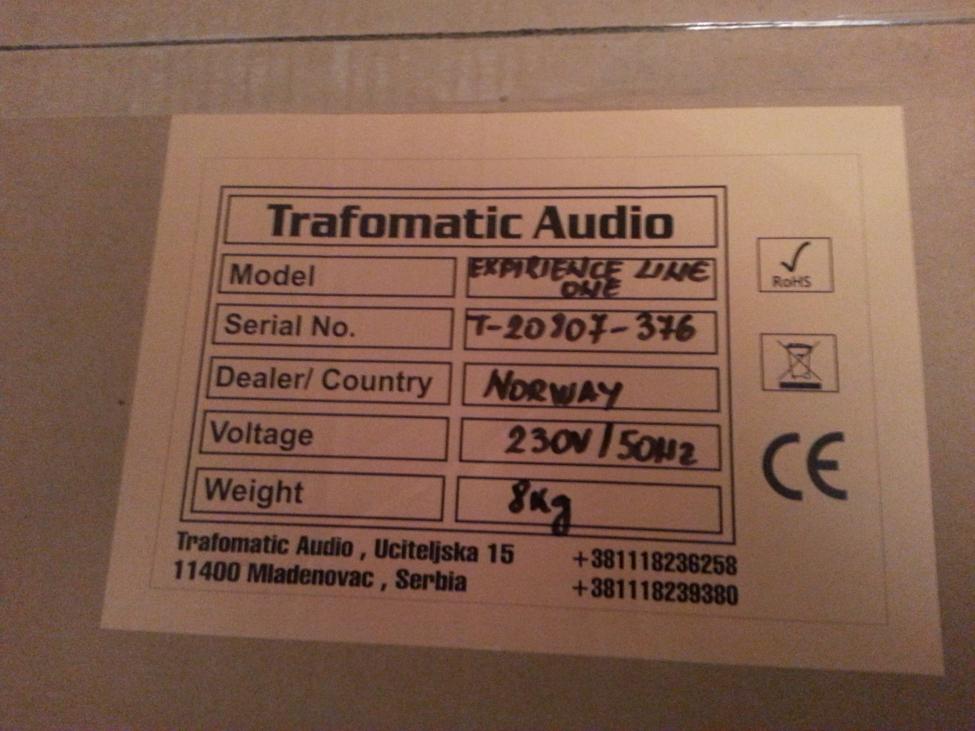 Trafomatic Audio
Model EXPIRIENCE LINE
ONE
Serial No. T-20907-376
Dealer/ Country NORWAY
Voltage 230V/50Hz
Weight 8Kg
Trafomatic Audio , Uciteljska 15 +381118236258
11400 Mladenovac , Serbia +381118239380
RoHS
CE